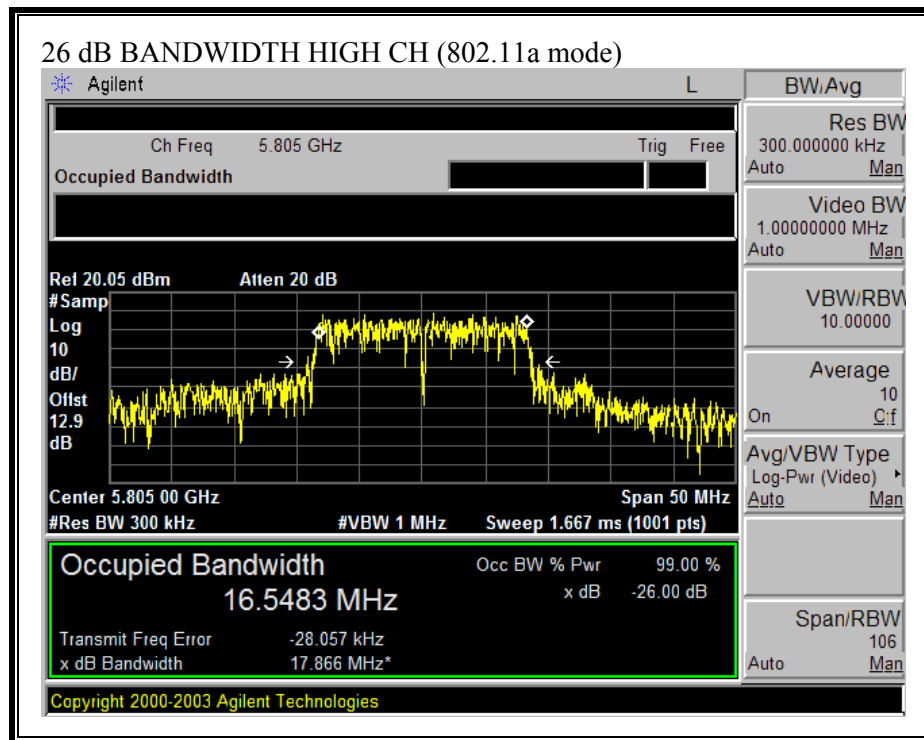 26 dB BANDWIDTH HIGH CH (802.11a mode)
Agilent L
BW/Avg
Ch Freq 5.805 GHz Trig Free
Occupied Bandwidth
Res BW
300.000000 kHz
Auto Man
Video BW
1.00000000 MHz
Auto Man
VBW/RBW
10.00000
Average
10
On Off
Avg/VBW Type
Log-Pwr (Video)
Auto Man
Span/RBW
106
Auto Man
Ref 20.05 dBm Atten 20 dB
#Samp
Log
10
dB/
Offst
12.9
dB
Center 5.805 00 GHz Span 50 MHz
#Res BW 300 kHz #VBW 1 MHz Sweep 1.667 ms (1001 pts)
Occupied Bandwidth
16.5483 MHz
Occ BW % Pwr 99.00 %
x dB -26.00 dB
Transmit Freq Error -28.057 kHz
x dB Bandwidth 17.866 MHz*
Copyright 2000-2003 Agilent Technologies